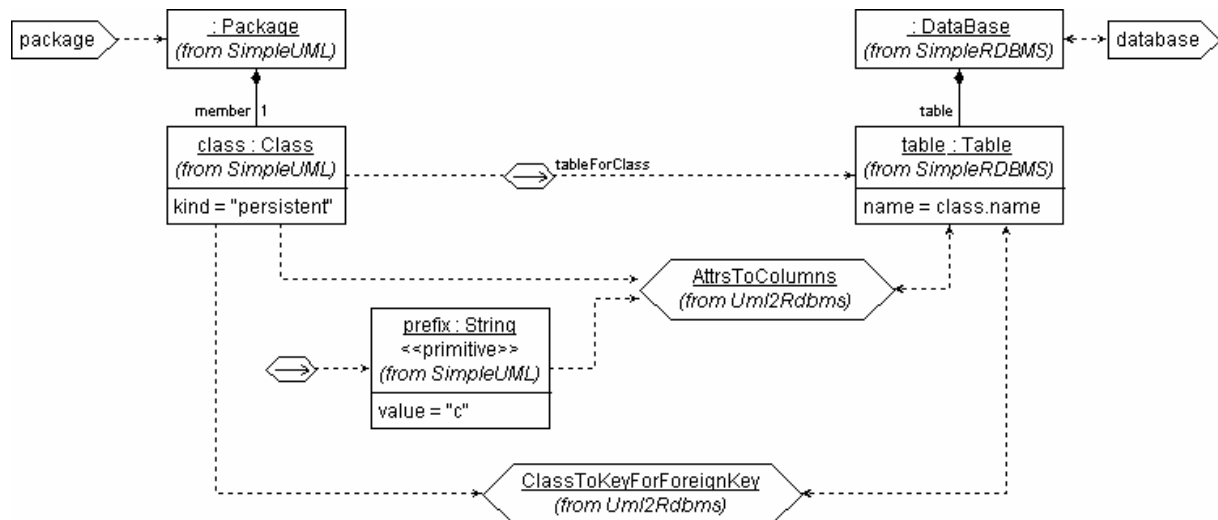 package
: Package
(from SimpleUML)
: DataBase
(from SimpleRDBMS)
database
member 1
table
class : Class
(from SimpleUML)
kind = "persistent"
tableForClass
table : Table
(from SimpleRDBMS)
name = class.name
AttrsToColumns
(from Uml2Rdbms)
prefix : String
<<primitive>>
(from SimpleUML)
value = "c"
ClassToKeyForForeignKey
(from Uml2Rdbms)